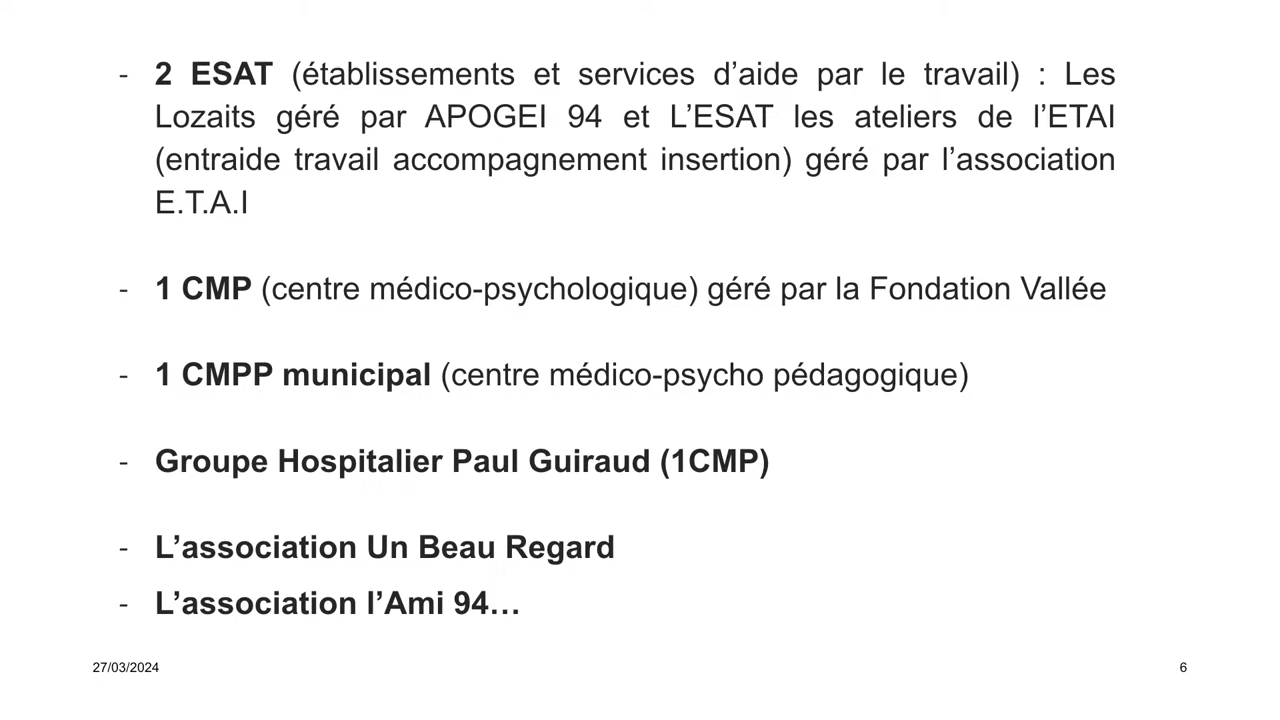 - 2 ESAT (établissements et services d’aide par le travail) : Les
Lozaits géré par APOGEI 94 et L’ESAT les ateliers de l’ETAI
(entraide travail accompagnement insertion) géré par l’association
E.T.A.I
- 1 CMP (centre médico-psychologique) géré par la Fondation Vallée
- 1 CMPP municipal (centre médico-psycho pédagogique)
- Groupe Hospitalier Paul Guiraud (1CMP)
- L’association Un Beau Regard
- L’association l’Ami 94…
27/03/2024
6